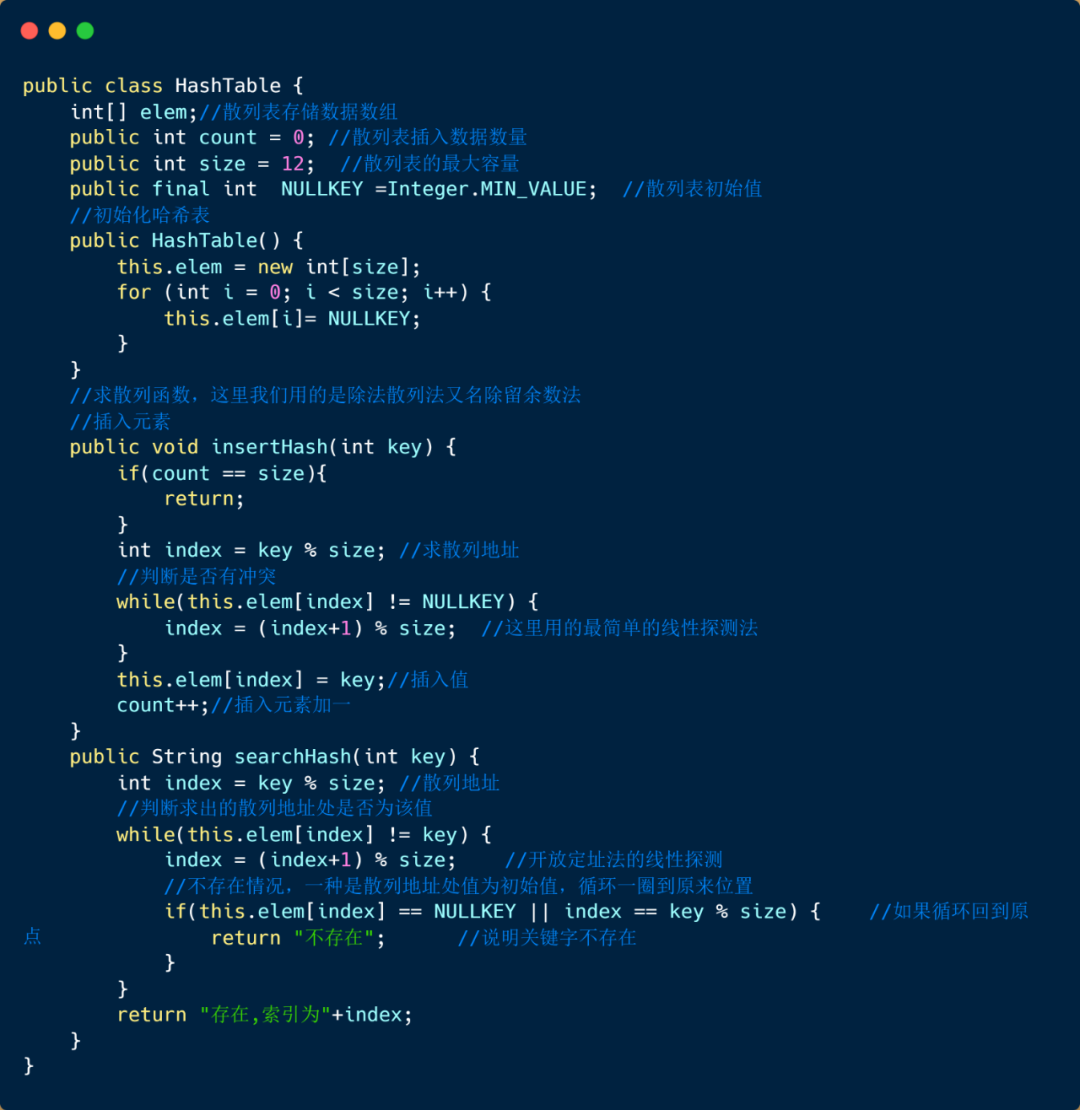 public class HashTable {
    int[] elem;//散列表存储数据数组
    public int count = 0; //散列表插入数据数量
    public int size = 12;  //散列表的最大容量
    public final int  NULLKEY =Integer.MIN_VALUE;  //散列表初始值
    //初始化哈希表
    public HashTable() {
        this.elem = new int[size];
        for (int i = 0; i < size; i++) {
            this.elem[i]= NULLKEY;
        }
    }
    //求散列函数，这里我们用的是除法散列法又名除留余数法
    //插入元素
    public void insertHash(int key) {
        if(count == size){
            return;
        }
        int index = key % size; //求散列地址
        //判断是否有冲突
        while(this.elem[index] != NULLKEY) {
            index = (index+1) % size;  //这里用的最简单的线性探测法
        }
        this.elem[index] = key;//插入值
        count++;//插入元素加一
    }
    public String searchHash(int key) {
        int index = key % size; //散列地址
        //判断求出的散列地址处是否为该值
        while(this.elem[index] != key) {
            index = (index+1) % size;    //开放定址法的线性探测
            //不存在情况，一种是散列地址处值为初始值，循环一圈到原来位置
            if(this.elem[index] == NULLKEY || index == key % size) {    //如果循环回到原
点                return "不存在";      //说明关键字不存在
            }
        }
        return "存在,索引为"+index;
    }
}